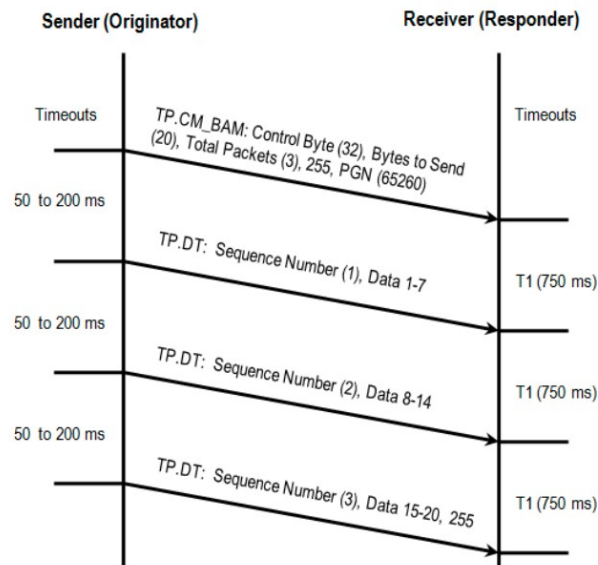 Sender (Originator)
Receiver (Responder)
Timeouts
Timeouts
TP.CM_BAM: Control Byte (32), Bytes to Send
(20), Total Packets (3), 255, PGN (65260)
50 to 200 ms
TP.DT: Sequence Number (1), Data 1-7
T1 (750 ms)
50 to 200 ms
TP.DT: Sequence Number (2), Data 8-14
T1 (750 ms)
50 to 200 ms
TP.DT: Sequence Number (3), Data 15-20, 255
T1 (750 ms)